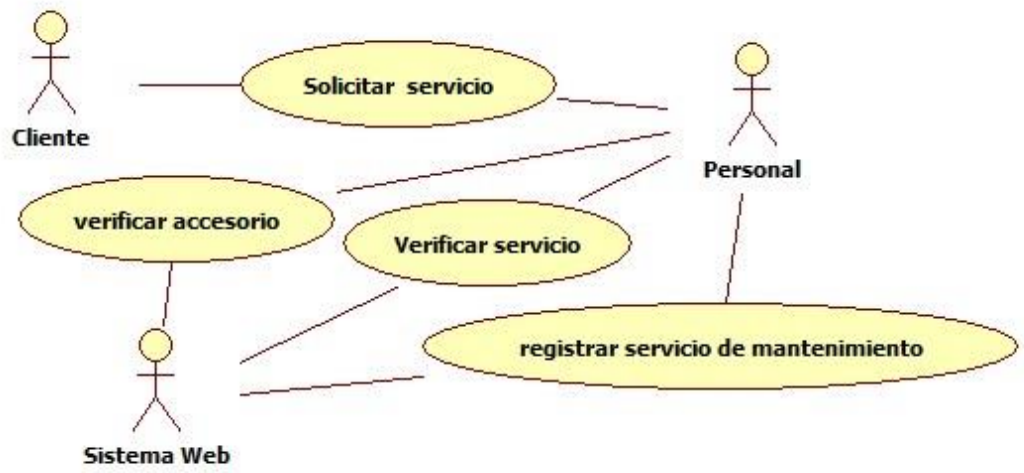 Solicitar servicio
Cliente
Personal
verificar accesorio
Verificar servicio
registrar servicio de mantenimiento
Sistema Web